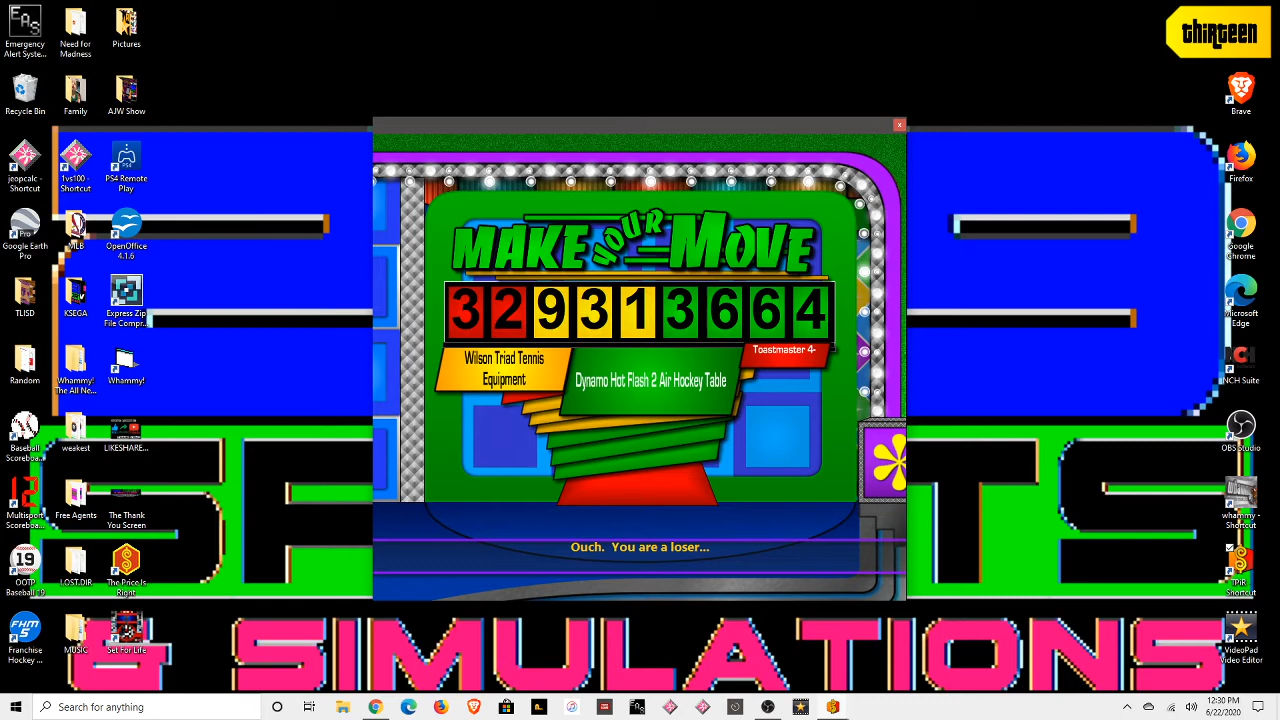 Emergency
Alert Syste...
Need for
Madness
Pictures
thirteen
Recycle Bin
Family
AJW Show
Brave
jeopcalc -
Shortcut
1vs100 -
Shortcut
PS4 Remote
Play
Firefox
Google Earth
Pro
MLB
OpenOffice
4.1.6
Google
Chrome
TLISD
KSEGA
Express Zip
File Compr...
Microsoft
Edge
Random
Whammy!
The All Ne...
Whammy!
NCH Suite
Baseball
Scoreboa...
weakest
LIKESHARE...
OBS Studio
Multisport
Scoreboa...
Free Agents
The Thank
You Screen
whammy -
Shortcut
OOTP
Baseball 19
LOST.DIR
The Price Is
Right
TPiR
Shortcut
Franchise
Hockey ...
MUSIC
Set For Life
VideoPad
Video Editor
MAKE YOUR MOVE
3 2 9 3 1 3 6 6 4
Wilson Triad Tennis
Equipment
Dynamo Hot Flash 2 Air Hockey Table
Toastmaster 4-
Ouch. You are a loser...
& SIMULATIONS
Type here to search
12:30 PM
6/22/2020